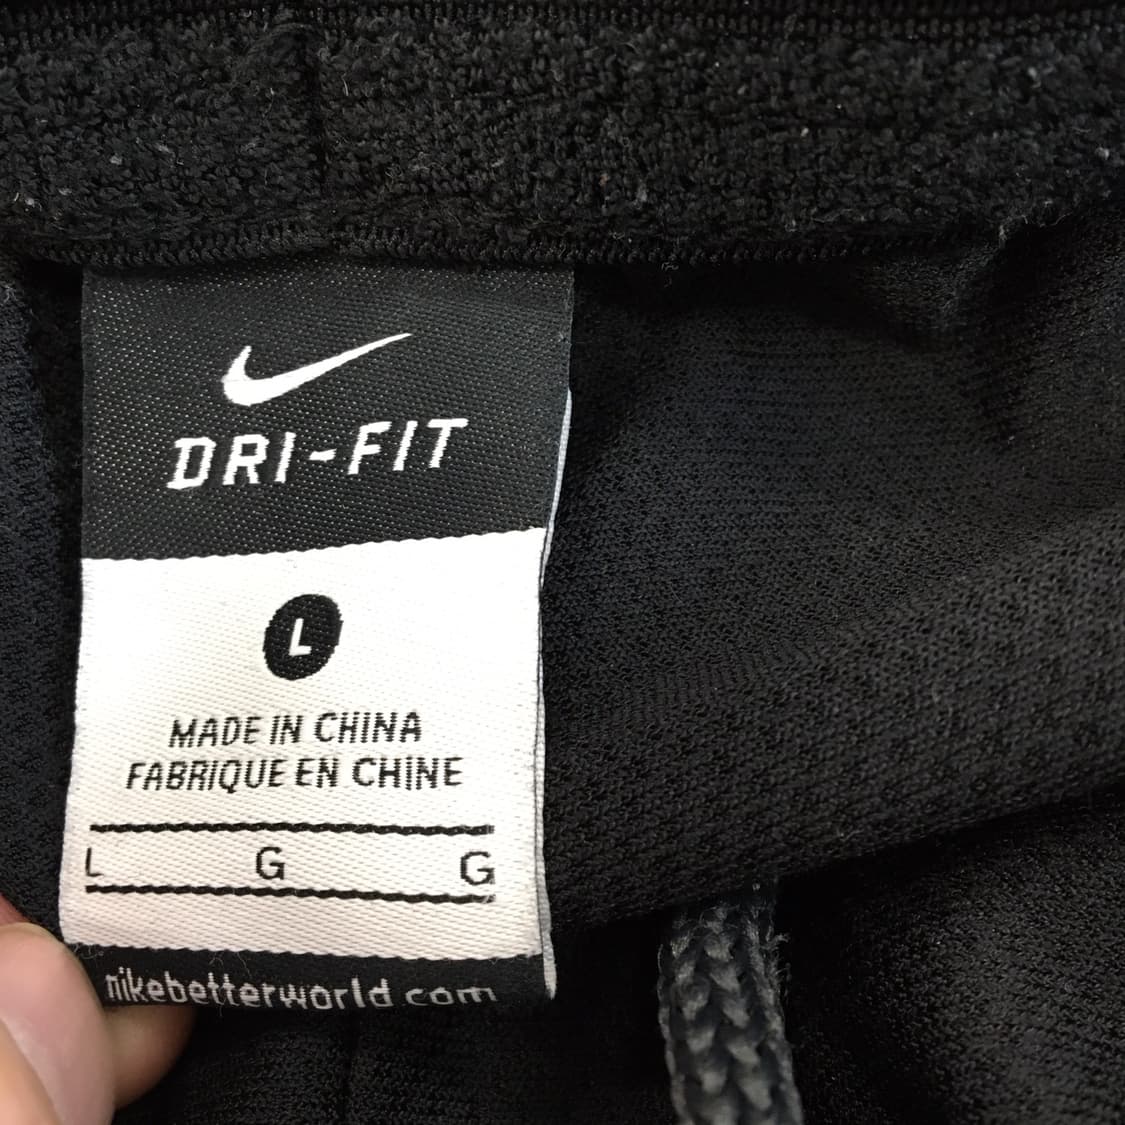 DRI-FIT
L
MADE IN CHINA
FABRIQUE EN CHINE
L G G
nikebetterworld com